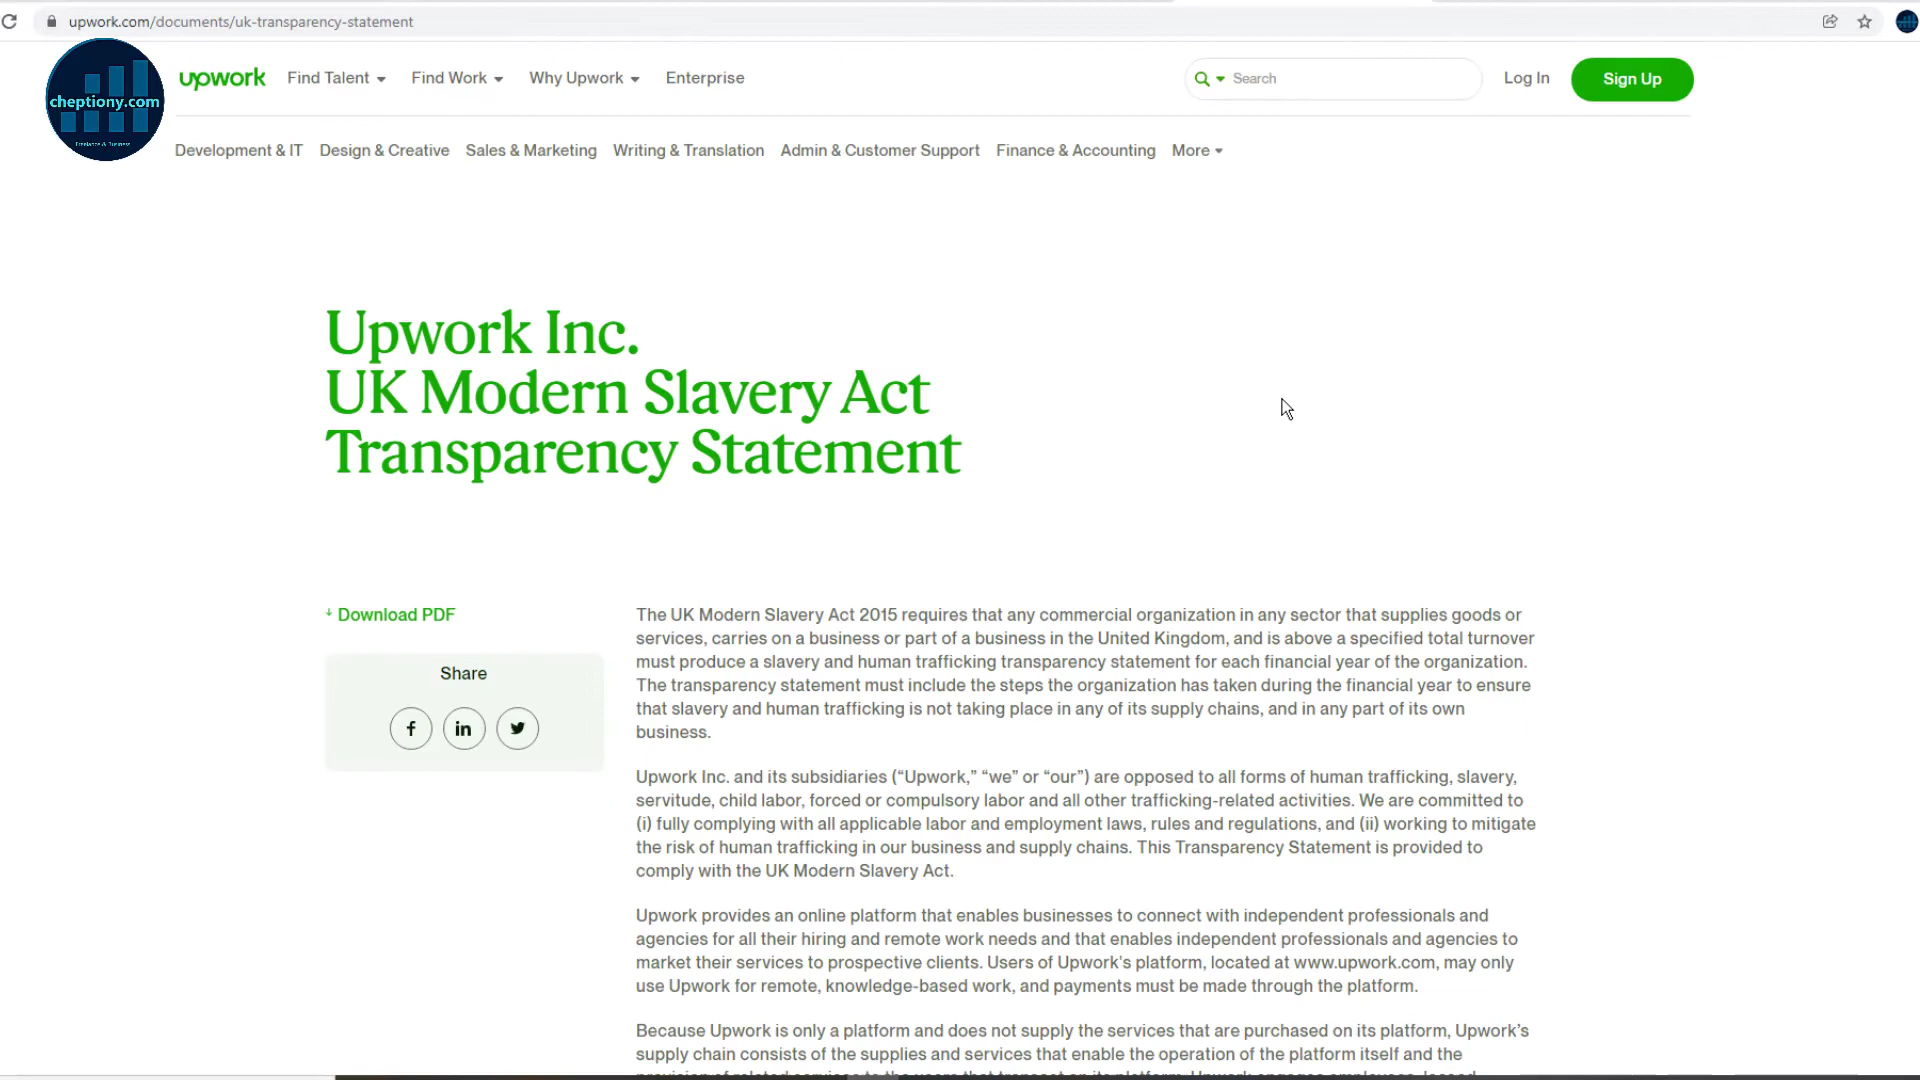 upwork.com/documents/uk-transparency-statement
cheptiony.com
Freelance & Business
upwork
Find Talent
Find Work
Why Upwork
Enterprise
Search
Log In
Sign Up
Development & IT
Design & Creative
Sales & Marketing
Writing & Translation
Admin & Customer Support
Finance & Accounting
More
Upwork Inc.
UK Modern Slavery Act
Transparency Statement
Download PDF
Share
The UK Modern Slavery Act 2015 requires that any commercial organization in any sector that supplies goods or
services, carries on a business or part of a business in the United Kingdom, and is above a specified total turnover
must produce a slavery and human trafficking transparency statement for each financial year of the organization.
The transparency statement must include the steps the organization has taken during the financial year to ensure
that slavery and human trafficking is not taking place in any of its supply chains, and in any part of its own
business.
Upwork Inc. and its subsidiaries (“Upwork,” “we” or “our”) are opposed to all forms of human trafficking, slavery,
servitude, child labor, forced or compulsory labor and all other trafficking-related activities. We are committed to
(i) fully complying with all applicable labor and employment laws, rules and regulations, and (ii) working to mitigate
the risk of human trafficking in our business and supply chains. This Transparency Statement is provided to
comply with the UK Modern Slavery Act.
Upwork provides an online platform that enables businesses to connect with independent professionals and
agencies for all their hiring and remote work needs and that enables independent professionals and agencies to
market their services to prospective clients. Users of Upwork's platform, located at www.upwork.com, may only
use Upwork for remote, knowledge-based work, and payments must be made through the platform.
Because Upwork is only a platform and does not supply the services that are purchased on its platform, Upwork’s
supply chain consists of the supplies and services that enable the operation of the platform itself and the